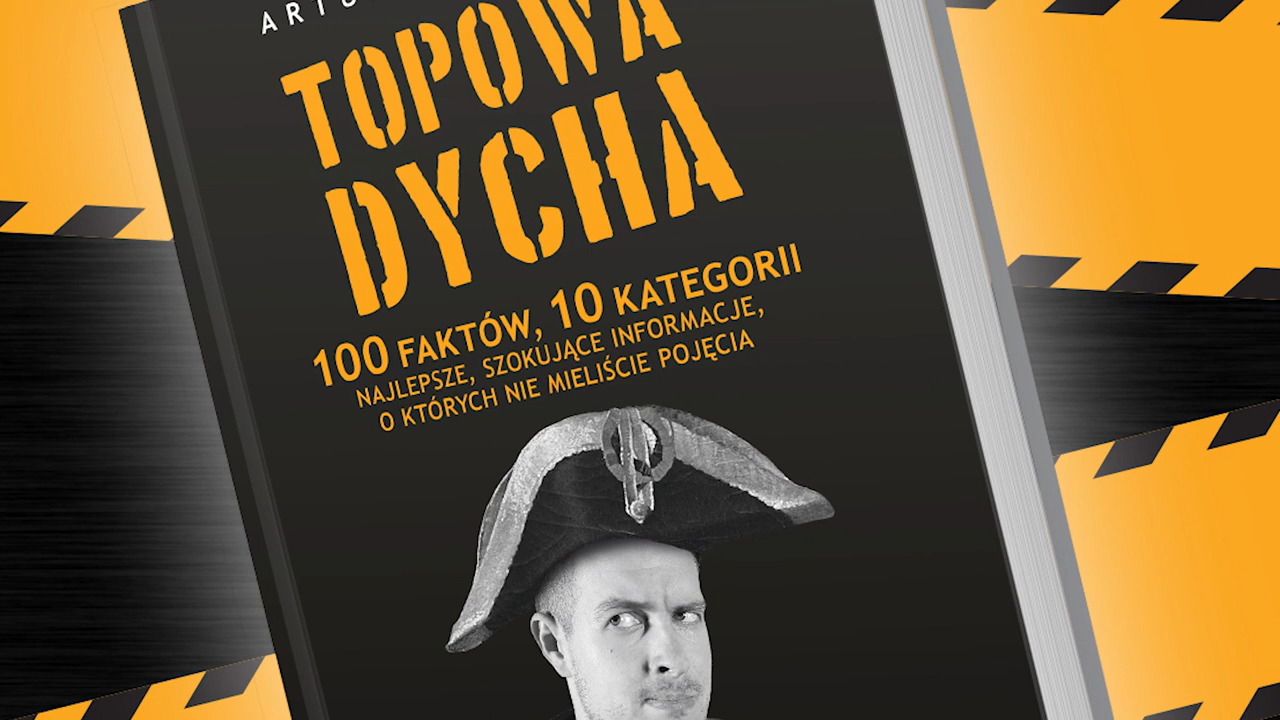 TOPOWA
DYCHA
100 FAKTÓW, 10 KATEGORII
NAJLEPSZE, SZOKUJĄCE INFORMACJE,
O KTÓRYCH NIE MIELIŚCIE POJĘCIA